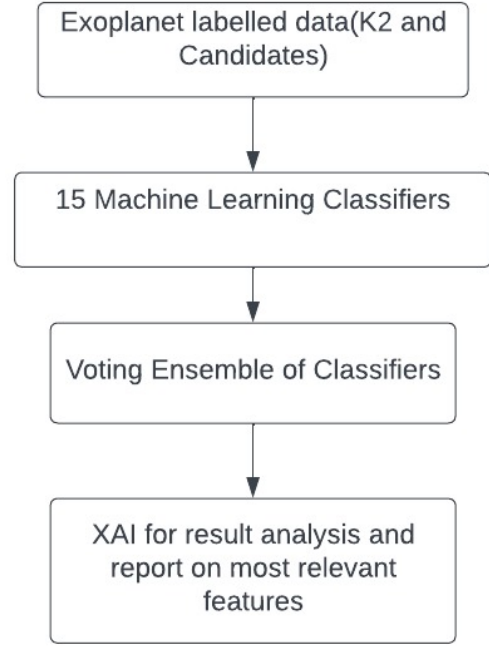 Exoplanet labelled data(K2 and
Candidates)
15 Machine Learning Classifiers
Voting Ensemble of Classifiers
XAI for result analysis and
report on most relevant
features